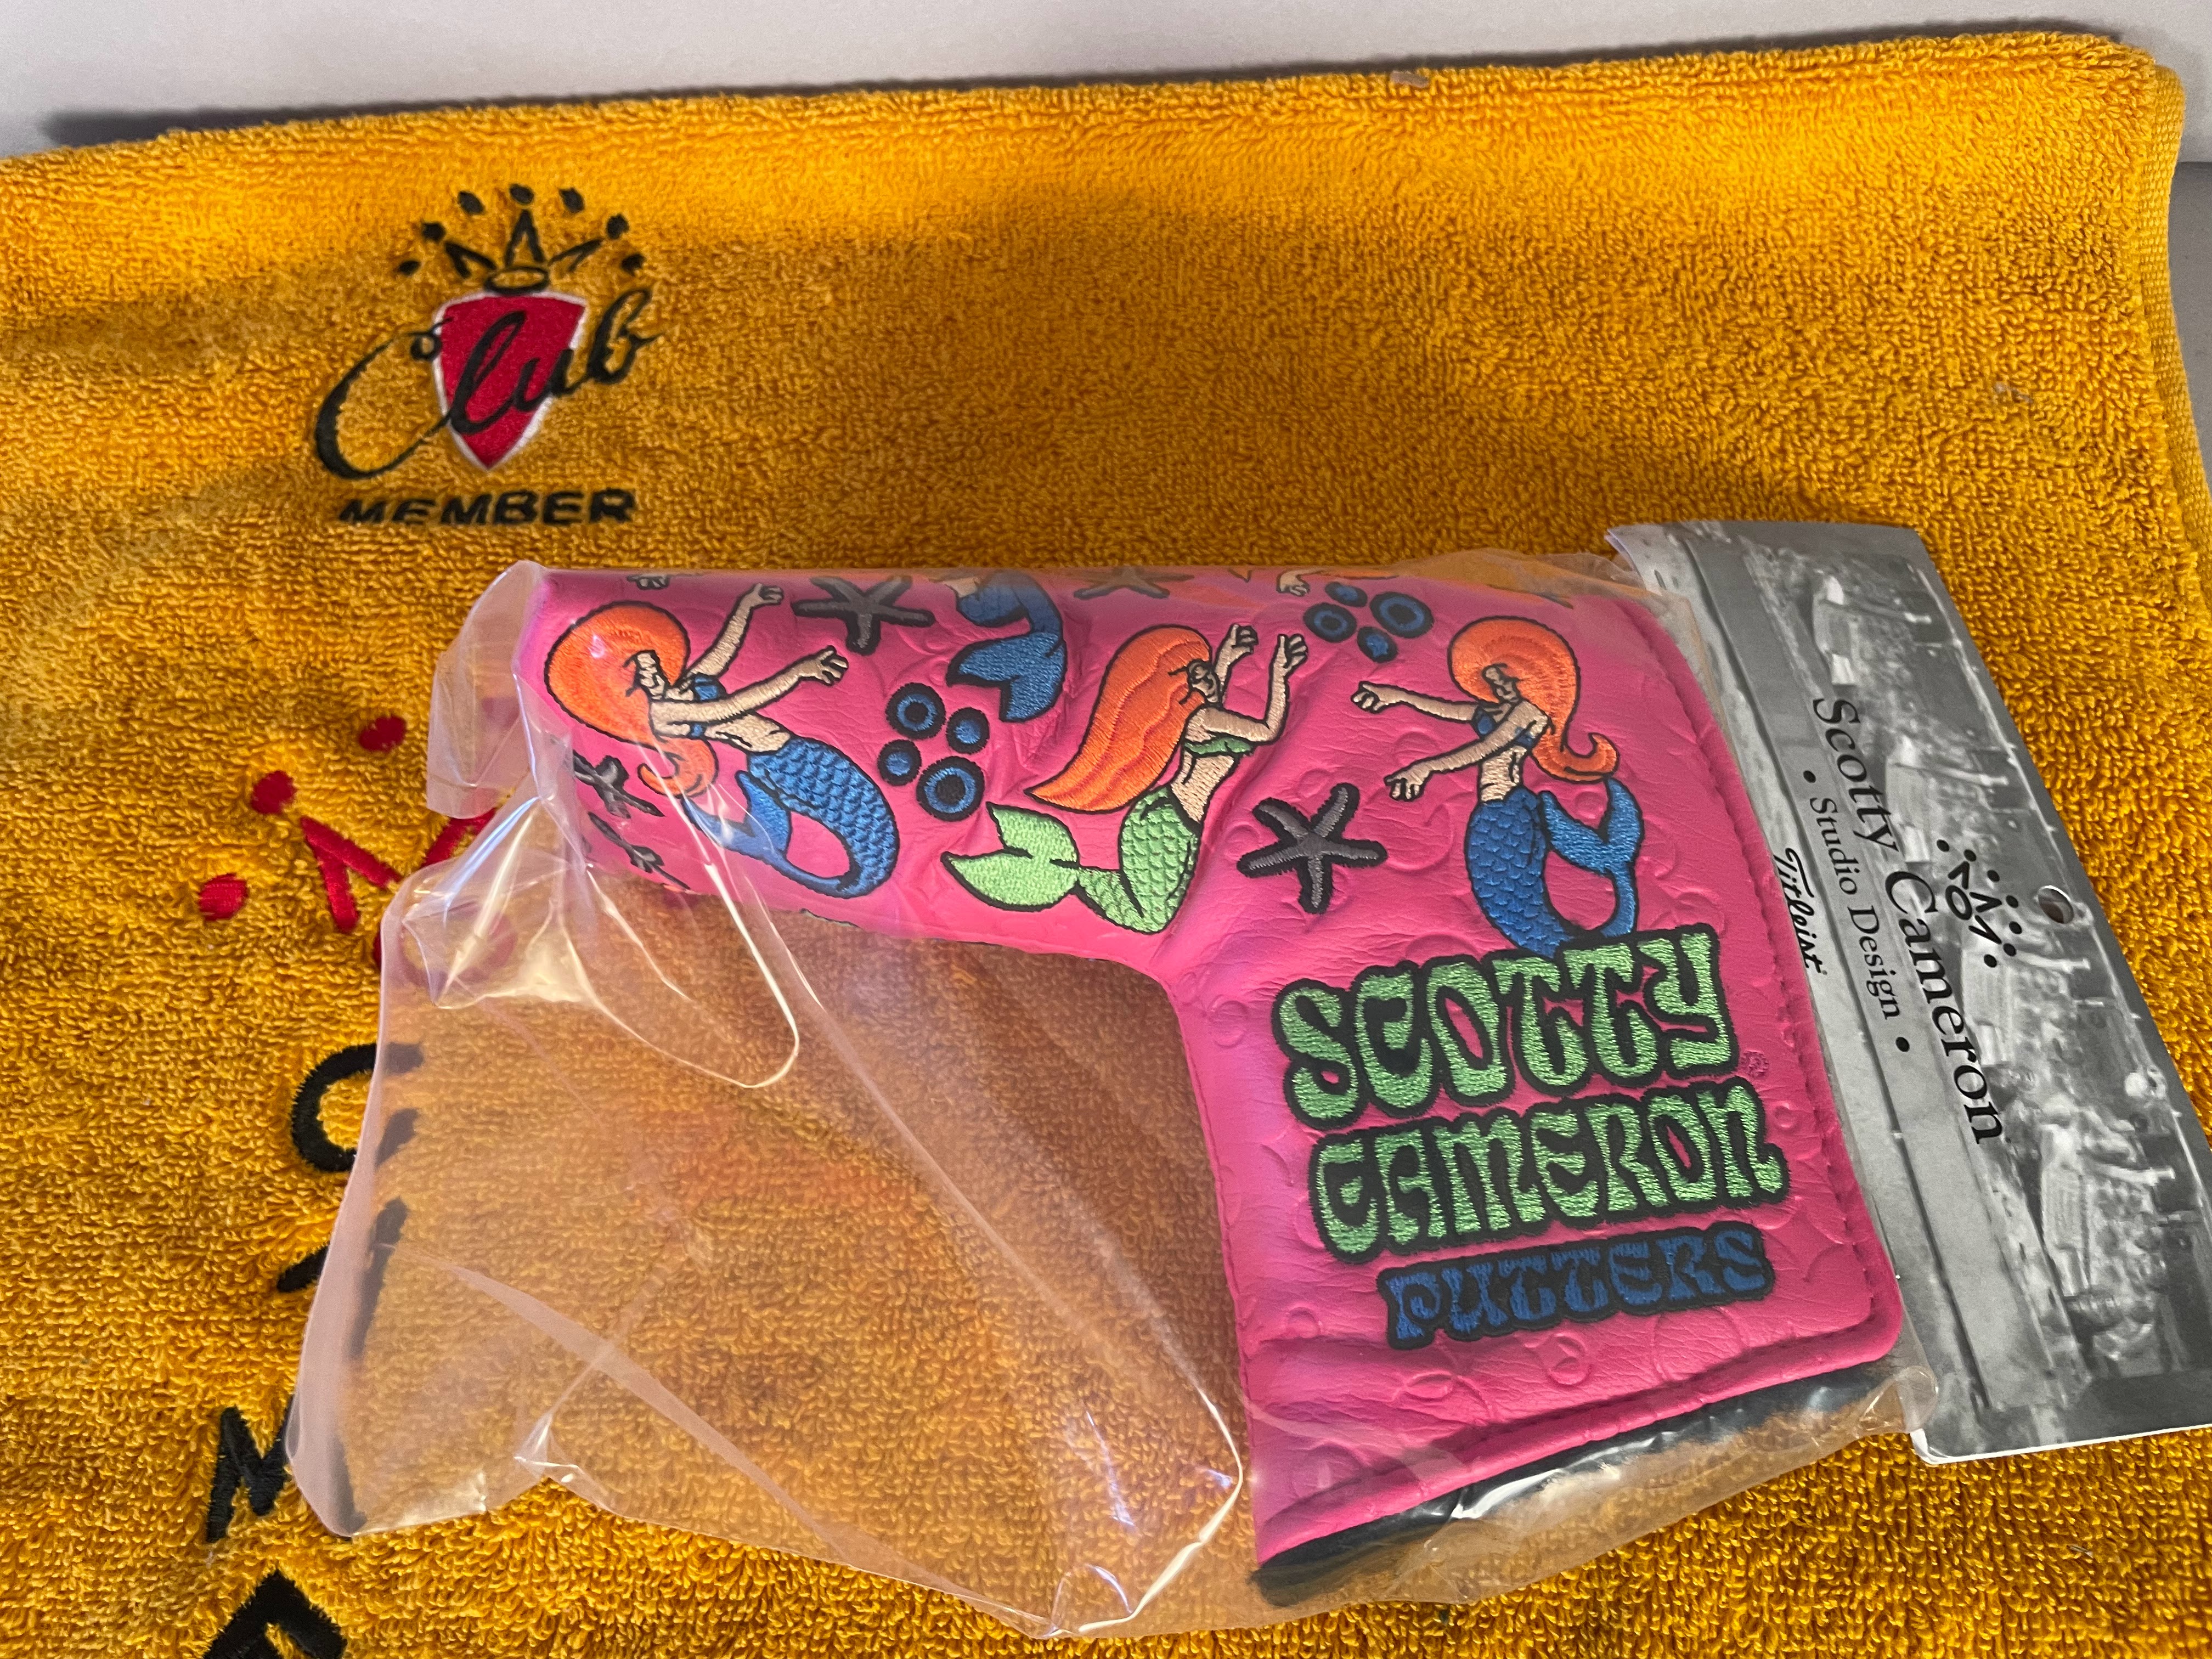 Club
MEMBER
SCOTTY
CAMERON
PUTTERS
Scotty Cameron
• Studio Design •
Titleist